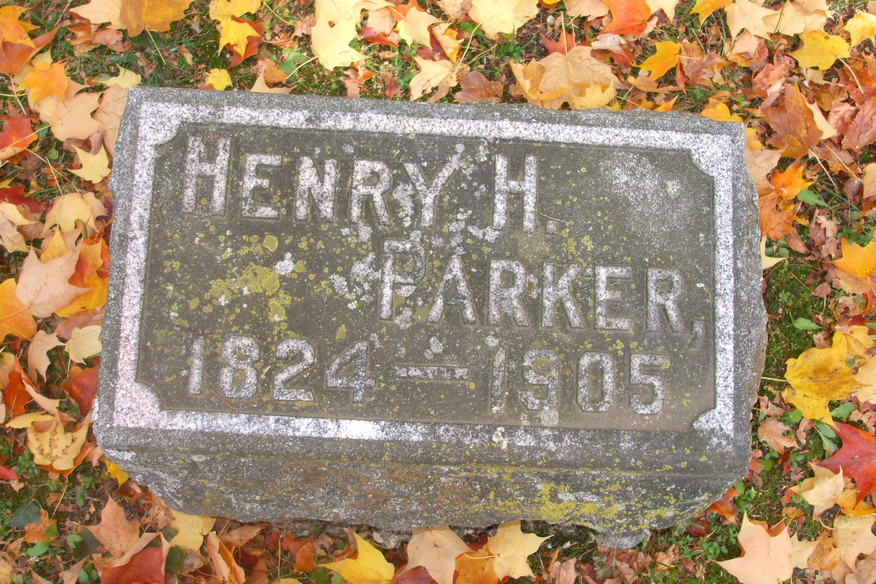 HENRY H.
PARKER,
1824–1905